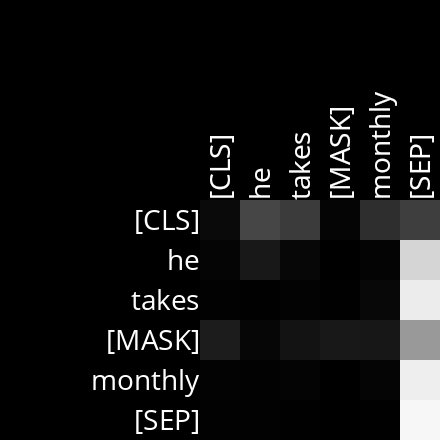 [CLS]
he
takes
[MASK]
monthly
[SEP]
[CLS]
he
takes
[MASK]
monthly
[SEP]